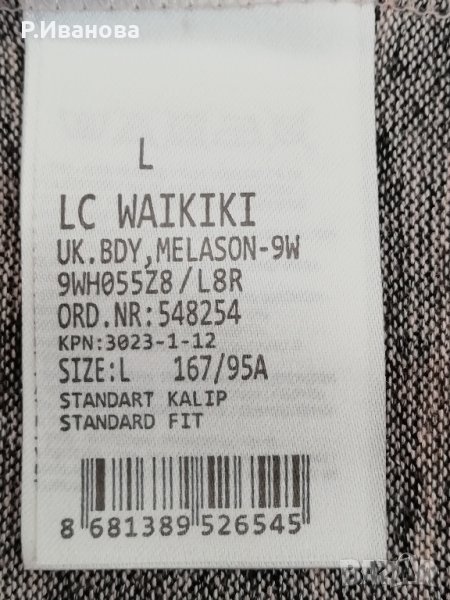 Р.Иванова
L
LC WAIKIKI
UK.BDY,MELASON-9W
9WH055Z8/L8R
ORD.NR:548254
KPN:3023-1-12
SIZE:L 167/95A
STANDART KALIP
STANDARD FIT
8 681389 526545